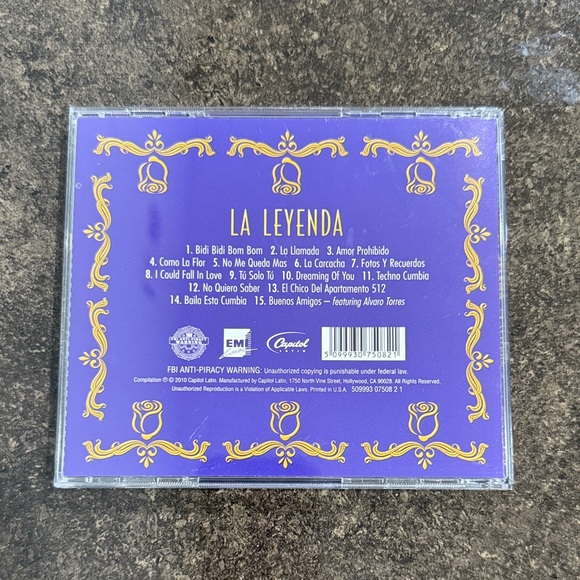 LA LEYENDA
1. Bidi Bidi Bom Bom 2. La Llamada 3. Amor Prohibido
4. Como La Flor 5. No Me Queda Mas 6. La Carcacha 7. Fotos Y Recuerdos
8. I Could Fall In Love 9. Tú Solo Tú 10. Dreaming Of You 11. Techno Cumbia
12. No Quiero Saber 13. El Chico Del Apartamento 512
14. Baila Esta Cumbia 15. Buenos Amigos – featuring Alvaro Torres
EMI
Capitol
LATIN
5 099930 750821
FBI ANTI-PIRACY WARNING: Unauthorized copying is punishable under federal law.
Compilation ℗ © 2010 Capitol Latin. Manufactured by Capitol Latin, 1750 North Vine Street, Hollywood, CA 90028. All Rights Reserved.
Unauthorized Reproduction is a Violation of Applicable Laws. Printed in U.S.A. 509993 07508 2 1